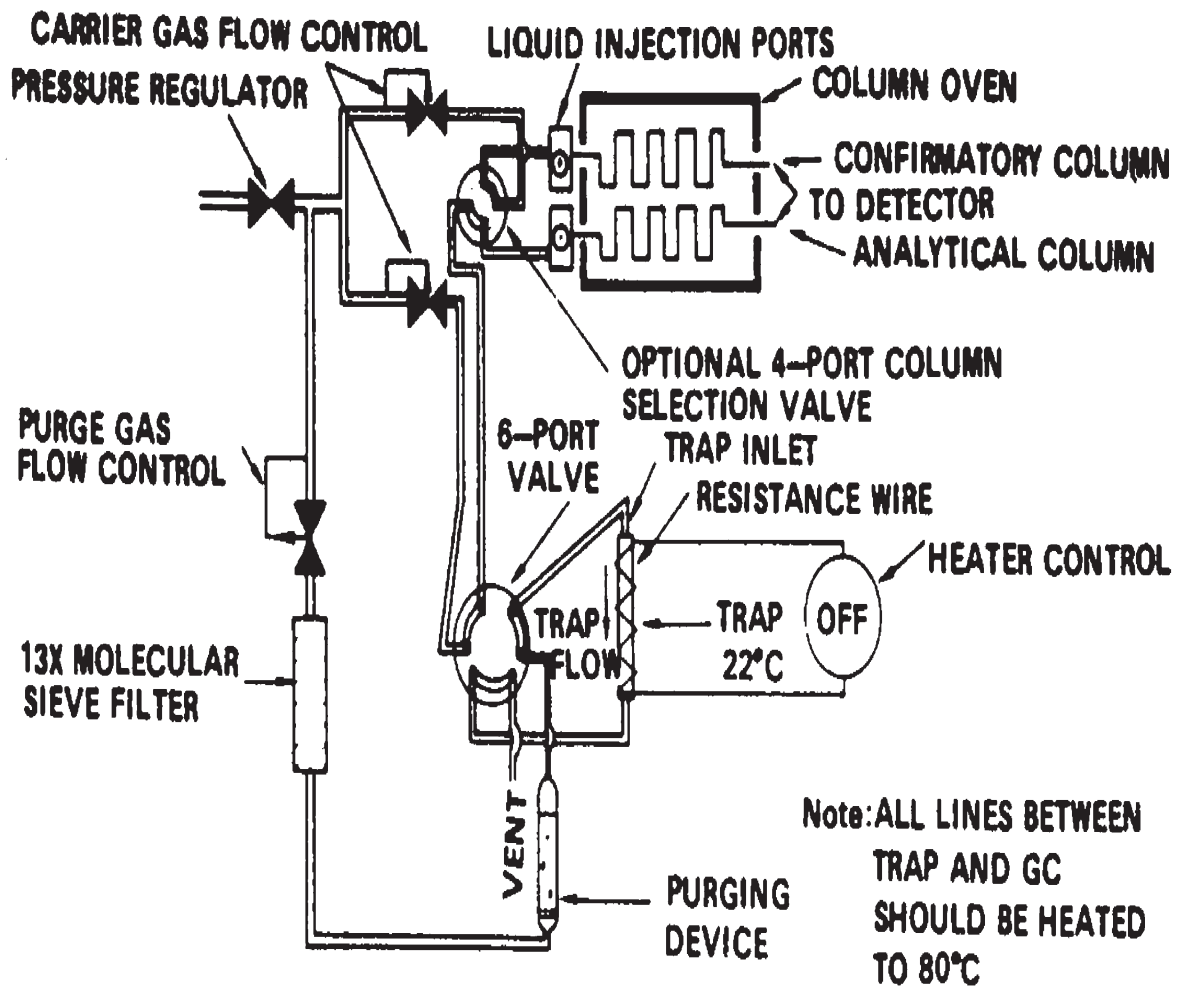 CARRIER GAS FLOW CONTROL
PRESSURE REGULATOR
LIQUID INJECTION PORTS
COLUMN OVEN
CONFIRMATORY COLUMN
TO DETECTOR
ANALYTICAL COLUMN
OPTIONAL 4-PORT COLUMN
SELECTION VALVE
PURGE GAS
FLOW CONTROL
6-PORT
VALVE
TRAP INLET
RESISTANCE WIRE
HEATER CONTROL
OFF
TRAP
FLOW
TRAP
22°C
13X MOLECULAR
SIEVE FILTER
VENT
PURGING
DEVICE
Note: ALL LINES BETWEEN
TRAP AND GC
SHOULD BE HEATED
TO 80°C